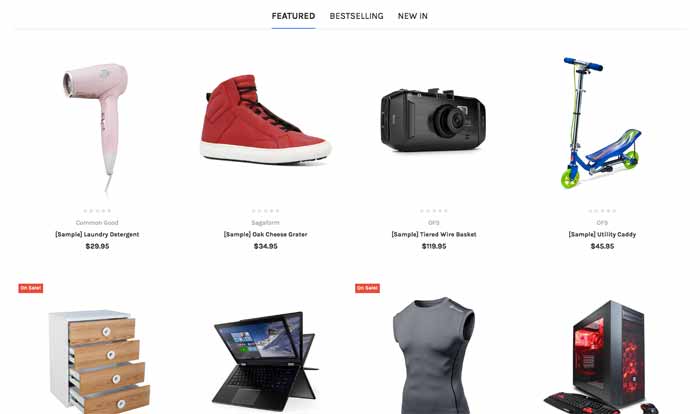 FEATURED BESTSELLING NEW IN
Common Good
[Sample] Laundry Detergent
$29.95
Sagaform
[Sample] Oak Cheese Grater
$34.95
OFS
[Sample] Tiered Wire Basket
$119.95
OFS
[Sample] Utility Caddy
$45.95
On Sale!
On Sale!